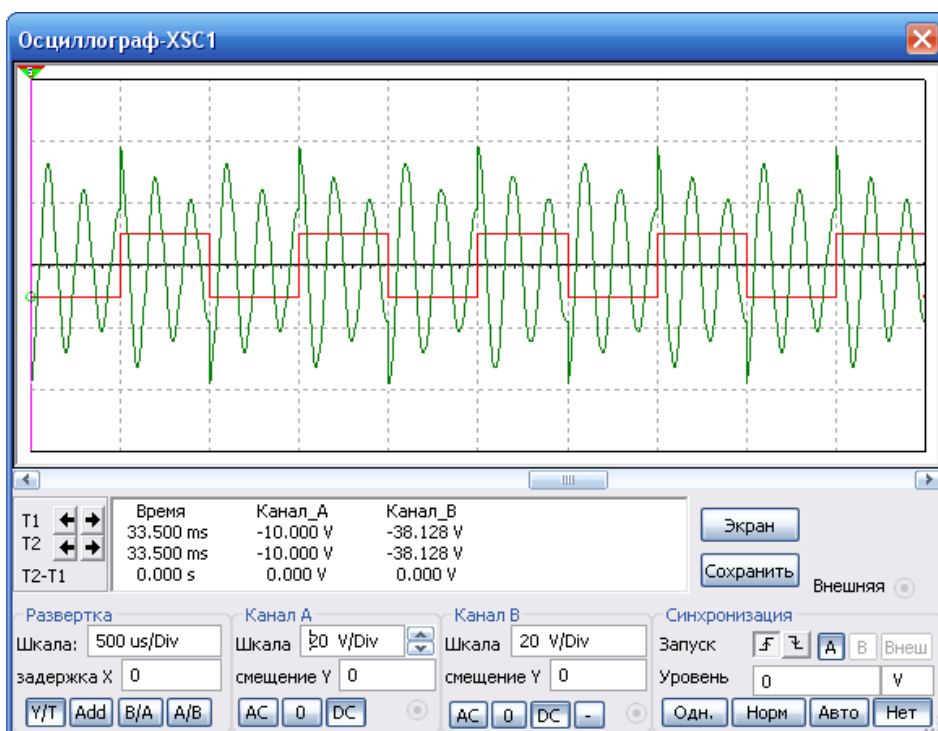 Осциллограф-XSC1
Время Канал_A Канал_B
T1 33.500 ms -10.000 V -38.128 V
T2 33.500 ms -10.000 V -38.128 V
T2-T1 0.000 s 0.000 V 0.000 V
Экран
Сохранить
Внешняя
Развертка
Шкала: 500 us/Div
задержка X 0
Y/T Add B/A A/B
Канал A
Шкала 20 V/Div
смещение Y 0
AC 0 DC
Канал B
Шкала 20 V/Div
смещение Y 0
AC 0 DC -
Синхронизация
Запуск A B Внеш
Уровень 0 V
Одн. Норм Авто Нет